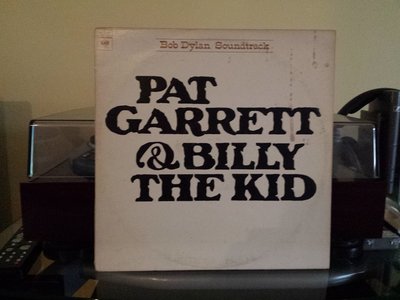 Bob Dylan Soundtrack
PAT
GARRETT
& BILLY
THE KID